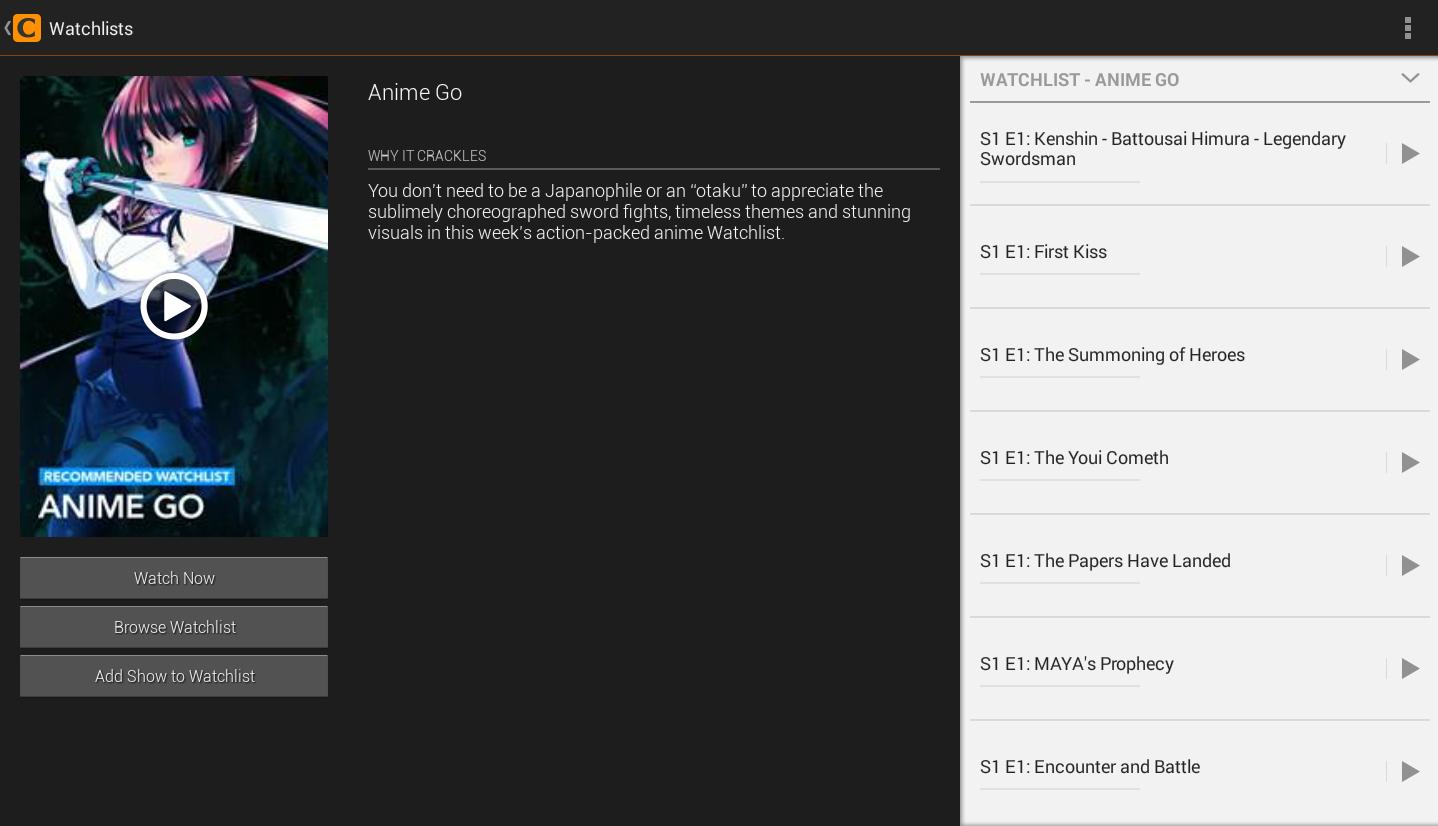 C Watchlists
RECOMMENDED WATCHLIST
ANIME GO
Watch Now
Browse Watchlist
Add Show to Watchlist
Anime Go
WHY IT CRACKLES
You don't need to be a Japanophile or an “otaku” to appreciate the
sublimely choreographed sword fights, timeless themes and stunning
visuals in this week's action-packed anime Watchlist.
WATCHLIST - ANIME GO
S1 E1: Kenshin - Battousai Himura - Legendary
Swordsman
S1 E1: First Kiss
S1 E1: The Summoning of Heroes
S1 E1: The Youi Cometh
S1 E1: The Papers Have Landed
S1 E1: MAYA's Prophecy
S1 E1: Encounter and Battle